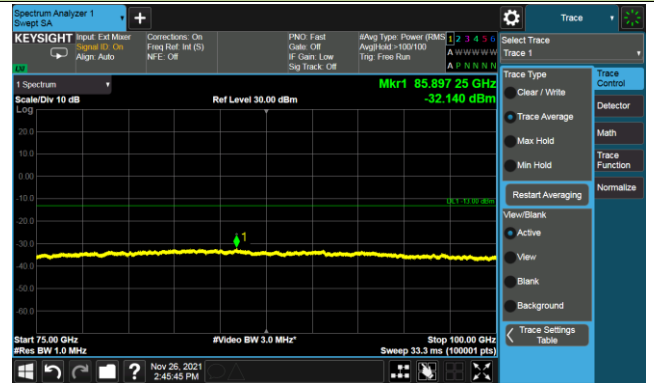 Spectrum Analyzer 1
Swept SA
Trace
KEYSIGHT
Input: Ext Mixer
Signal ID: On
Align: Auto
Corrections: On
Freq Ref: Int (S)
NFE: Off
PNO: Fast
Gate: Off
IF Gain: Low
Sig Track: Off
#Avg Type: Power (RMS
Avg|Hold:>100/100
Trig: Free Run
1 2 3 4 5 6
A W W W W W
A P N N N N
Select Trace
Trace 1
1 Spectrum
Mkr1 85.897 25 GHz
Scale/Div 10 dB
Ref Level 30.00 dBm
-32.140 dBm
Log
20.0
10.0
0.00
-10.0
DL1 -13.00 dBm
-20.0
-30.0
1
-40.0
-50.0
-60.0
Start 75.00 GHz
#Video BW 3.0 MHz*
Stop 100.00 GHz
#Res BW 1.0 MHz
Sweep 33.3 ms (100001 pts)
Trace Type
Clear / Write
Trace Average
Max Hold
Min Hold
Restart Averaging
View/Blank
Active
View
Blank
Background
Trace Settings
Table
Trace
Control
Detector
Math
Trace
Function
Normalize
?
Nov 26, 2021
2:45:45 PM